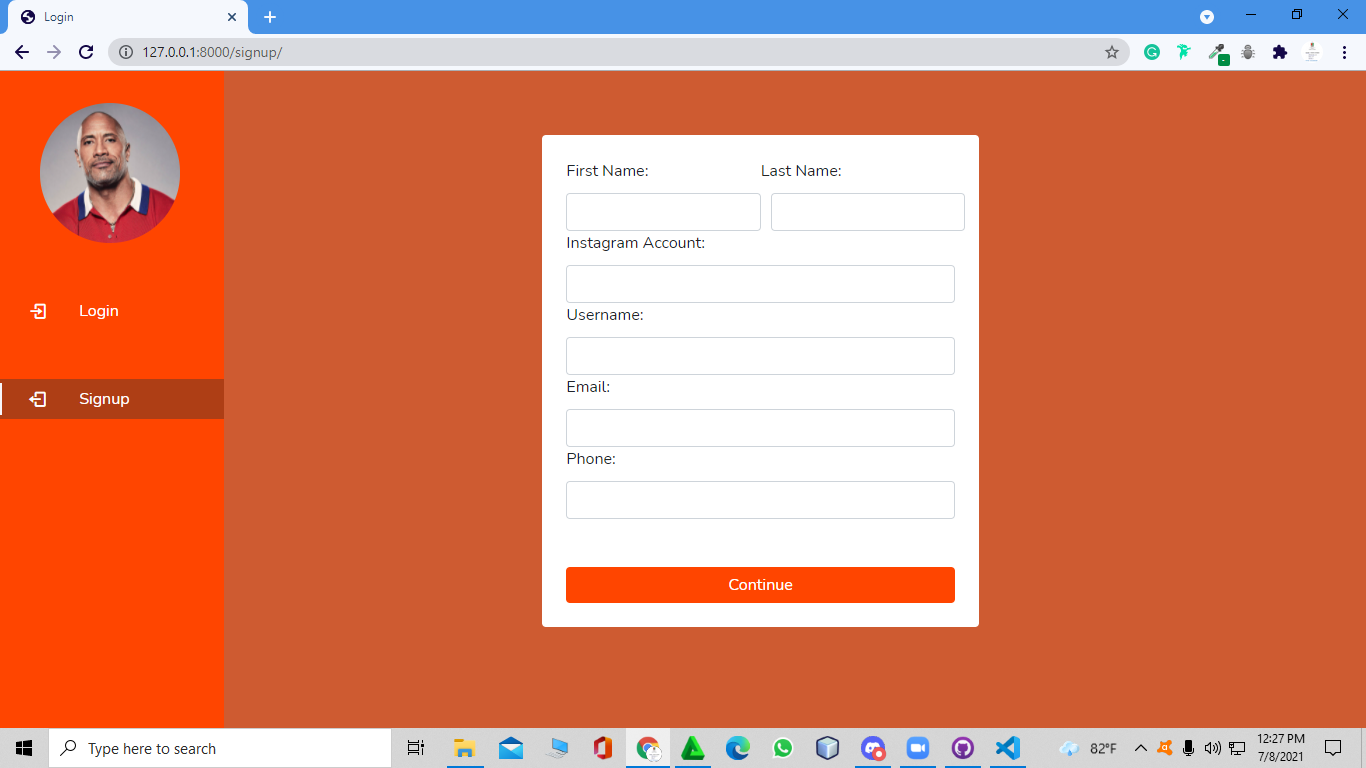 Login
127.0.0.1:8000/signup/
First Name: Last Name:
Login
Instagram Account:
Username:
Signup
Email:
Phone:
Continue
Type here to search
82°F
12:27 PM
7/8/2021